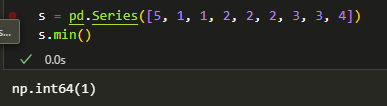 s = pd.Series([5, 1, 1, 2, 2, 2, 3, 3, 4])
s...
s.min()
0.0s
np.int64(1)